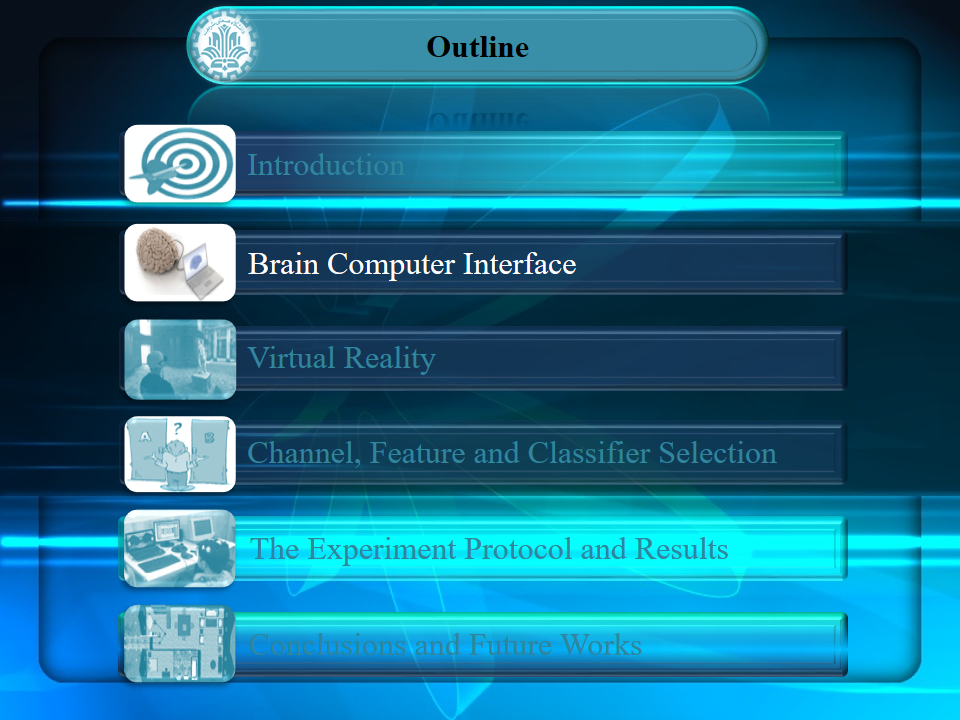 Outline
Introduction
Brain Computer Interface
Virtual Reality
A ? B
Channel, Feature and Classifier Selection
The Experiment Protocol and Results
Conclusions and Future Works